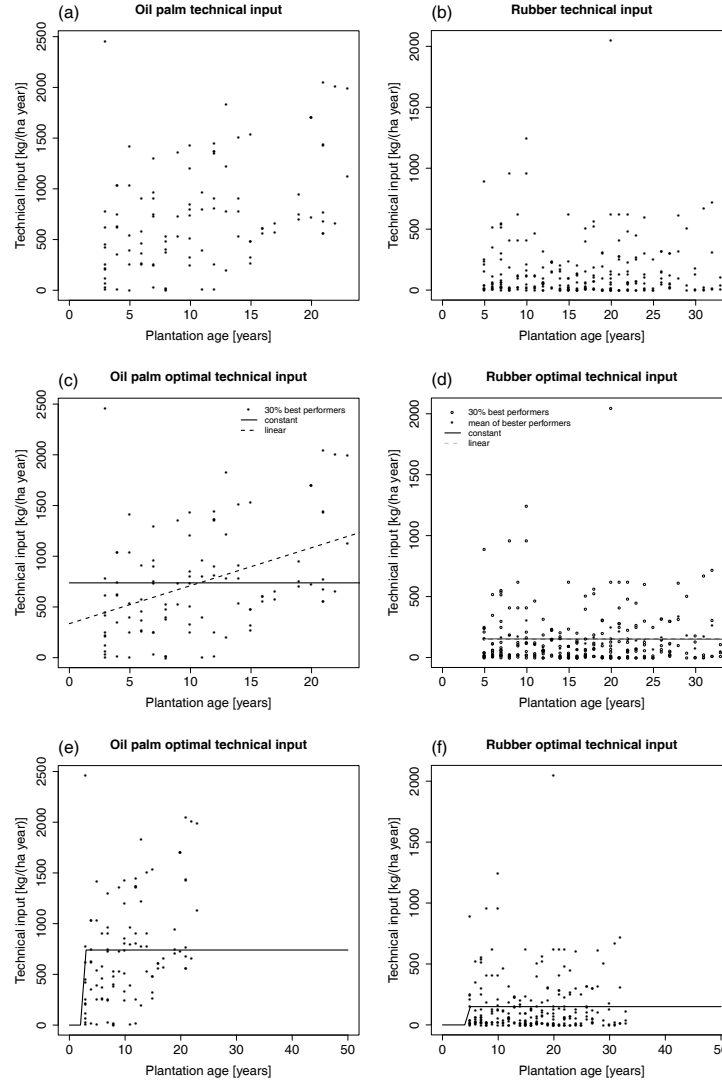 (a) Oil palm technical input
Technical input [kg/(ha year)]
0 500 1000 1500 2000 2500
0 5 10 15 20
Plantation age [years]
(b) Rubber technical input
Technical input [kg/(ha year)]
0 500 1000 1500 2000
0 5 10 15 20 25 30
Plantation age [years]
(c) Oil palm optimal technical input
30% best performers
constant
linear
Technical input [kg/(ha year)]
0 500 1000 1500 2000 2500
0 5 10 15 20
Plantation age [years]
(d) Rubber optimal technical input
30% best performers
mean of bester performers
constant
linear
Technical input [kg/(ha year)]
0 500 1000 1500 2000
0 5 10 15 20 25 30
Plantation age [years]
(e) Oil palm optimal technical input
Technical input [kg/(ha year)]
0 500 1000 1500 2000 2500
0 10 20 30 40 50
Plantation age [years]
(f) Rubber optimal technical input
Technical input [kg/(ha year)]
0 500 1000 1500 2000
0 10 20 30 40 50
Plantation age [years]